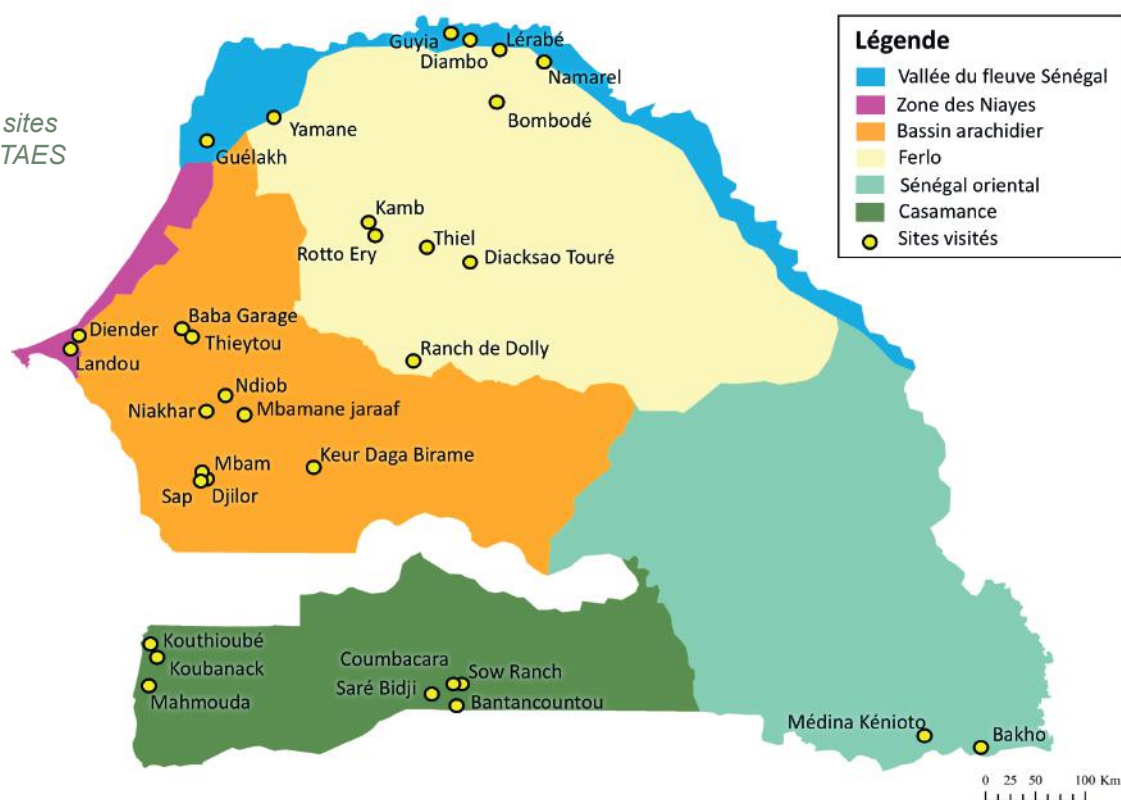 sites
TAES
Légende
Vallée du fleuve Sénégal
Zone des Niayes
Bassin arachidier
Ferlo
Sénégal oriental
Casamance
Sites visités
Guyia
Diambo
Lérabé
Namarel
Bombodé
Yamane
Guélakh
Kamb
Rotto Ery
Thiel
Diacksao Touré
Diender
Landou
Baba Garage
Thieytou
Ranch de Dolly
Ndiob
Niakhar
Mbamane jaraaf
Keur Daga Birame
Mbam
Sap
Djilor
Kouthioubé
Koubanack
Mahmouda
Coumbacara
Sow Ranch
Saré Bidji
Bantancountou
Médina Kénioto
Bakho
0 25 50 100 Km